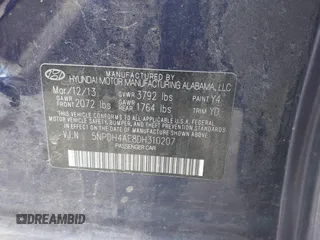 MANUFACTURED BY
HYUNDAI MOTOR MANUFACTURING ALABAMA, LLC
Mar/12/13 GVWR 3792 lbs PAINT Y4
GAWR FRONT 2072 lbs GAWR REAR 1764 lbs TRIM YD
THIS VEHICLE CONFORMS TO ALL APPLICABLE U.S. FEDERAL
MOTOR VEHICLE SAFETY, BUMPER, AND THEFT PREVENTION
STANDARDS IN EFFECT ON THE DATE OF MANUFACTURE
SHOWN ABOVE.
V.I.N: 5NPDH4AE8DH310207
PASSENGER CAR
DREAMBID